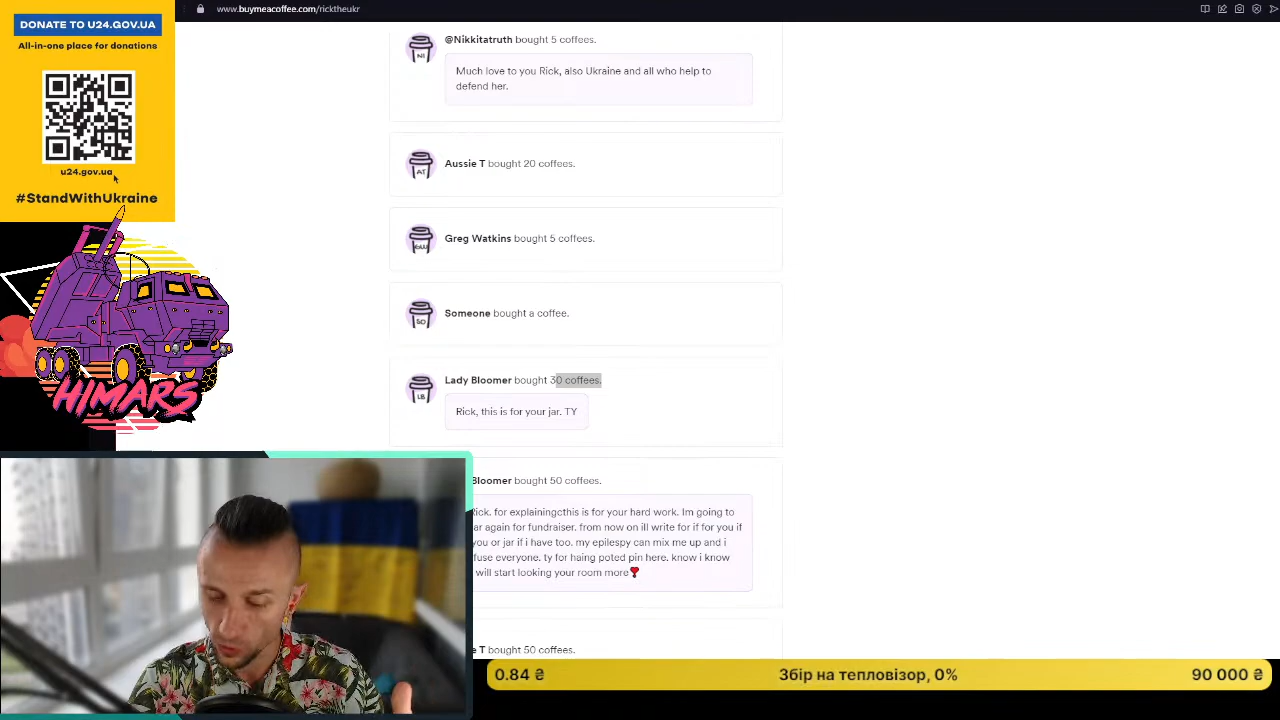 DONATE TO U24.GOV.UA
All-in-one place for donations
u24.gov.ua
#StandWithUkraine
HIMARS
www.buymeacoffee.com/ricktheukr
NI
@Nikkitatruth bought 5 coffees.
Much love to you Rick, also Ukraine and all who help to
defend her.
AT
Aussie T bought 20 coffees.
GW
Greg Watkins bought 5 coffees.
SO
Someone bought a coffee.
LB
Lady Bloomer bought 30 coffees.
Rick, this is for your jar. TY
Bloomer bought 50 coffees.
for explainingcthis is for your hard work. Im going to
again for fundraiser. from now on ill write for if for you if
you or jar if i have too. my epilespy can mix me up and i
everyone. ty for haing poted pin here. know i know
will start looking your room more
T bought 50 coffees.
0.84 ₴
Збір на тепловізор, 0%
90 000 ₴